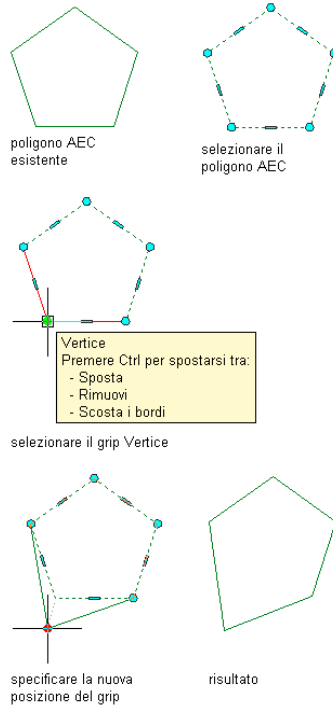 poligono AEC
esistente
selezionare il
poligono AEC
Vertice
Premere Ctrl per spostarsi tra:
- Sposta
- Rimuovi
- Scosta i bordi
selezionare il grip Vertice
specificare la nuova
posizione del grip
risultato